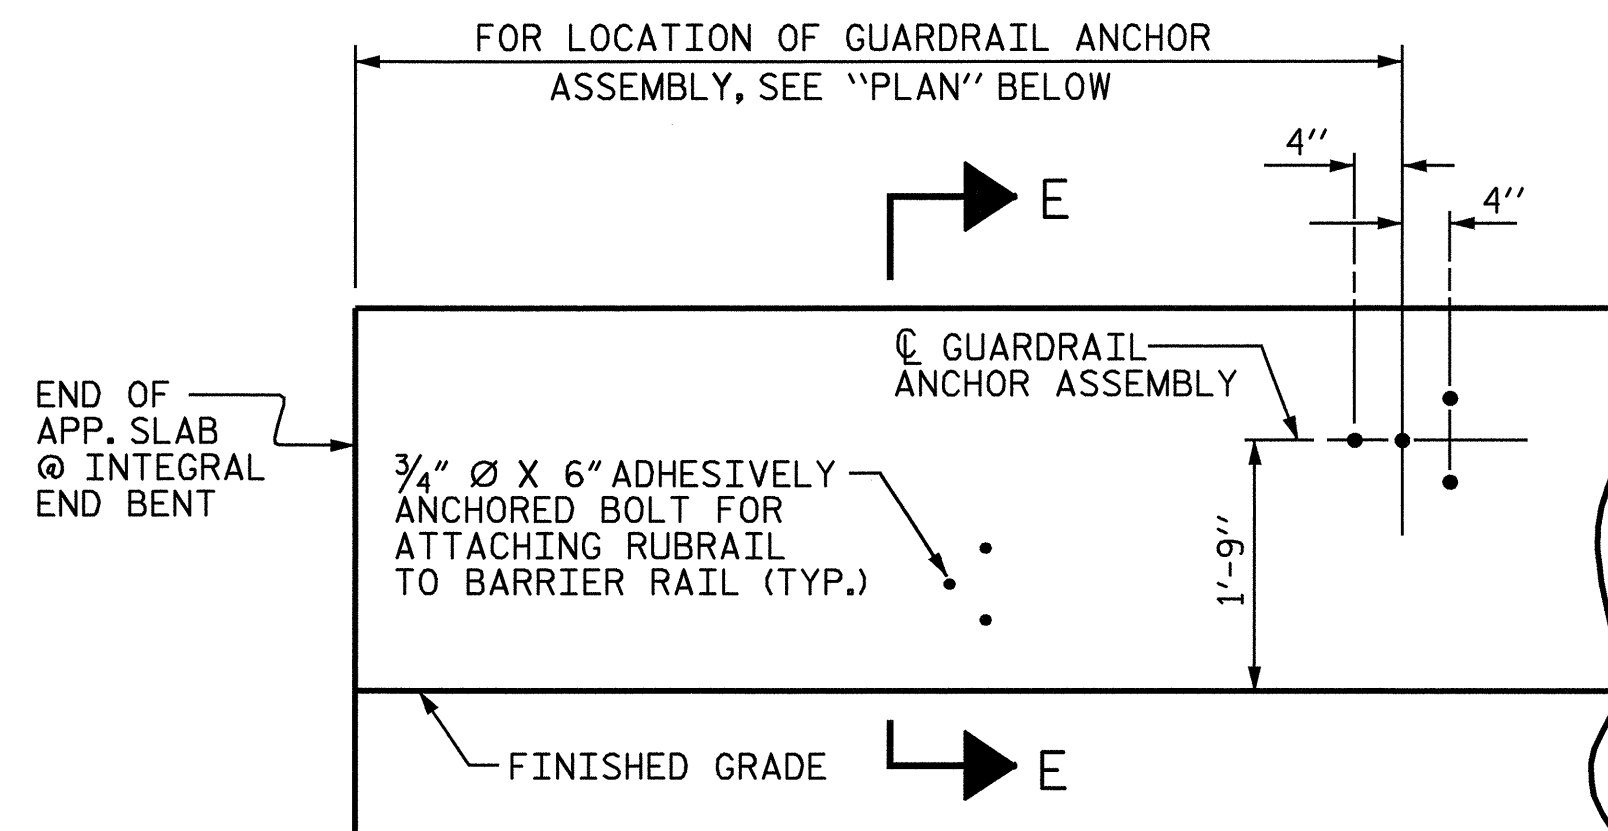 FOR LOCATION OF GUARDRAIL ANCHOR
ASSEMBLY, SEE "PLAN" BELOW
4"
4"
E
℄ GUARDRAIL
ANCHOR ASSEMBLY
END OF
APP. SLAB
@ INTEGRAL
END BENT
3/4" Ø X 6" ADHESIVELY
ANCHORED BOLT FOR
ATTACHING RUBRAIL
TO BARRIER RAIL (TYP.)
1'-9"
FINISHED GRADE
E